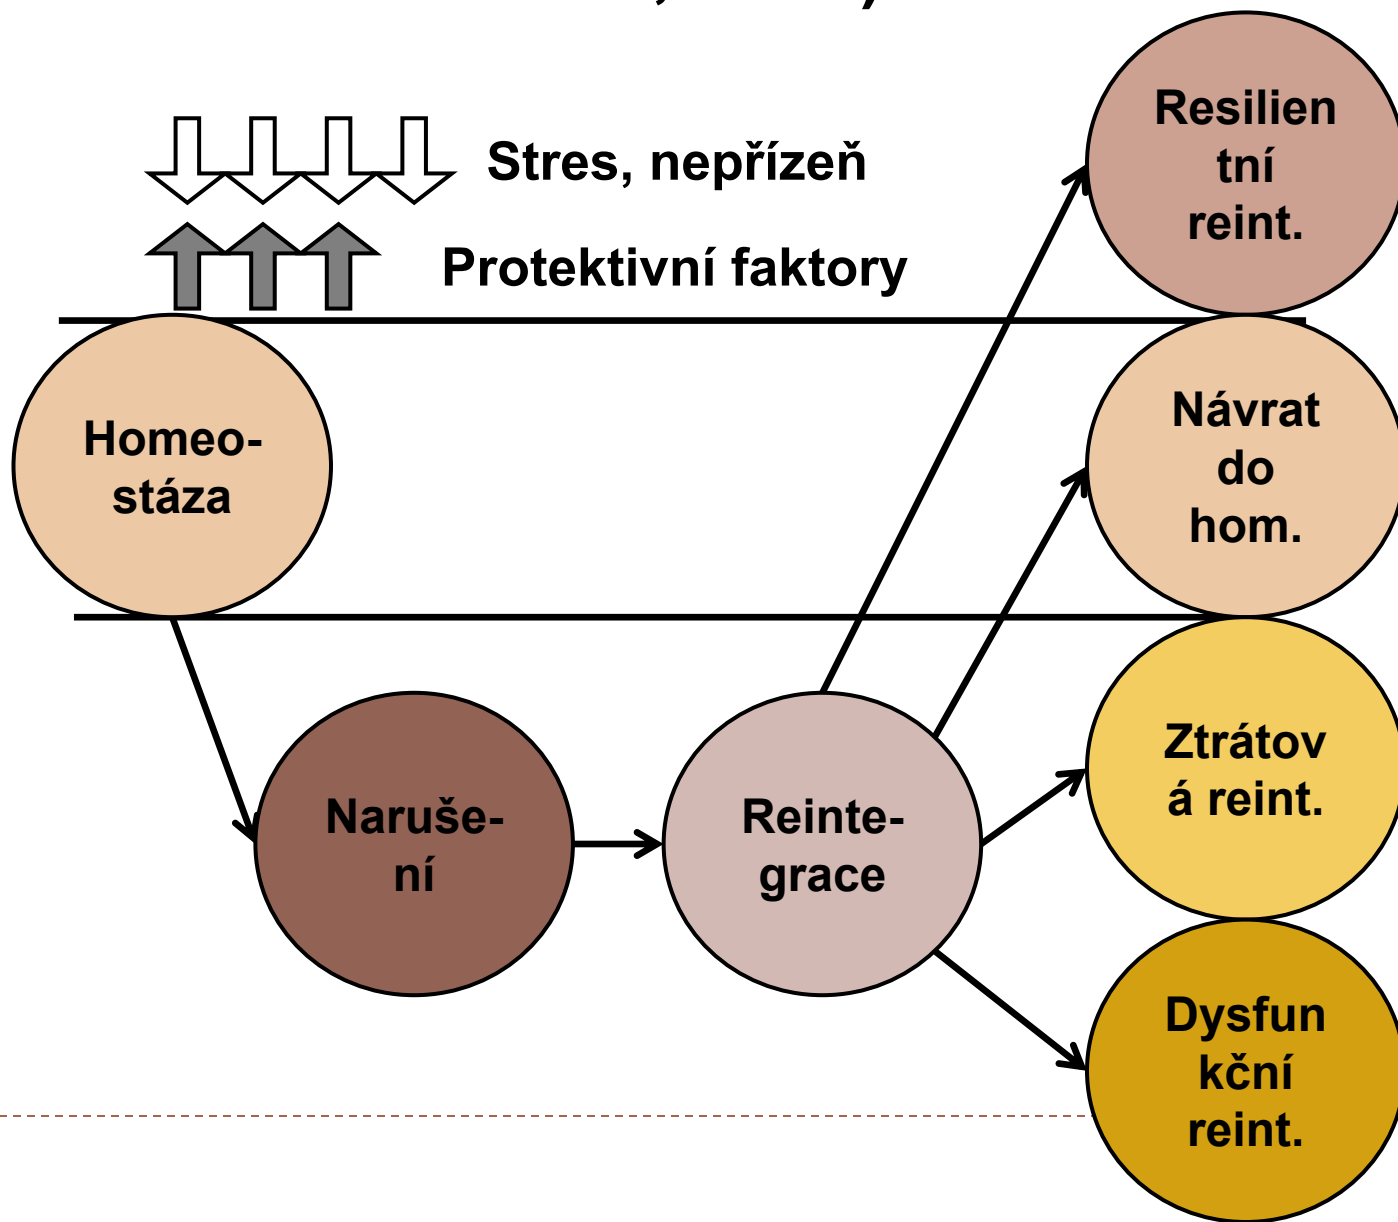 Stres, nepřízeň
Protektivní faktory
Homeo-
stáza
Naruše-
ní
Reinte-
grace
Resilien
tní
reint.
Návrat
do
hom.
Ztrátov
á reint.
Dysfun
kční
reint.